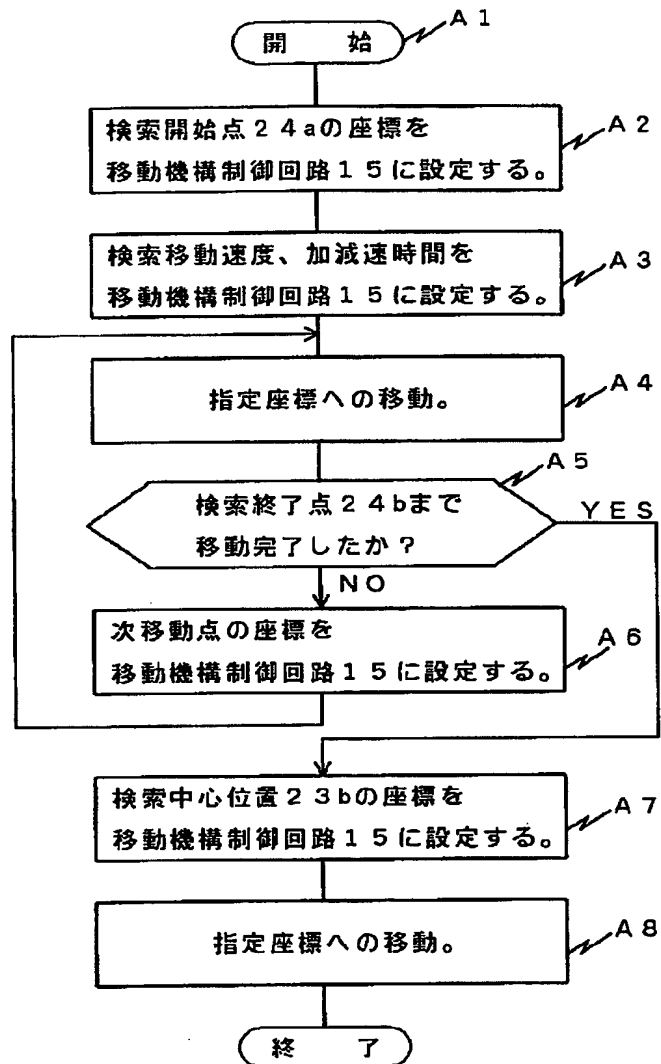 開　始
A1
検索開始点24aの座標を
移動機構制御回路15に設定する。
A2
検索移動速度、加減速時間を
移動機構制御回路15に設定する。
A3
指定座標への移動。
A4
A5
検索終了点24bまで
移動完了したか？
YES
NO
次移動点の座標を
移動機構制御回路15に設定する。
A6
検索中心位置23bの座標を
移動機構制御回路15に設定する。
A7
指定座標への移動。
A8
終　了